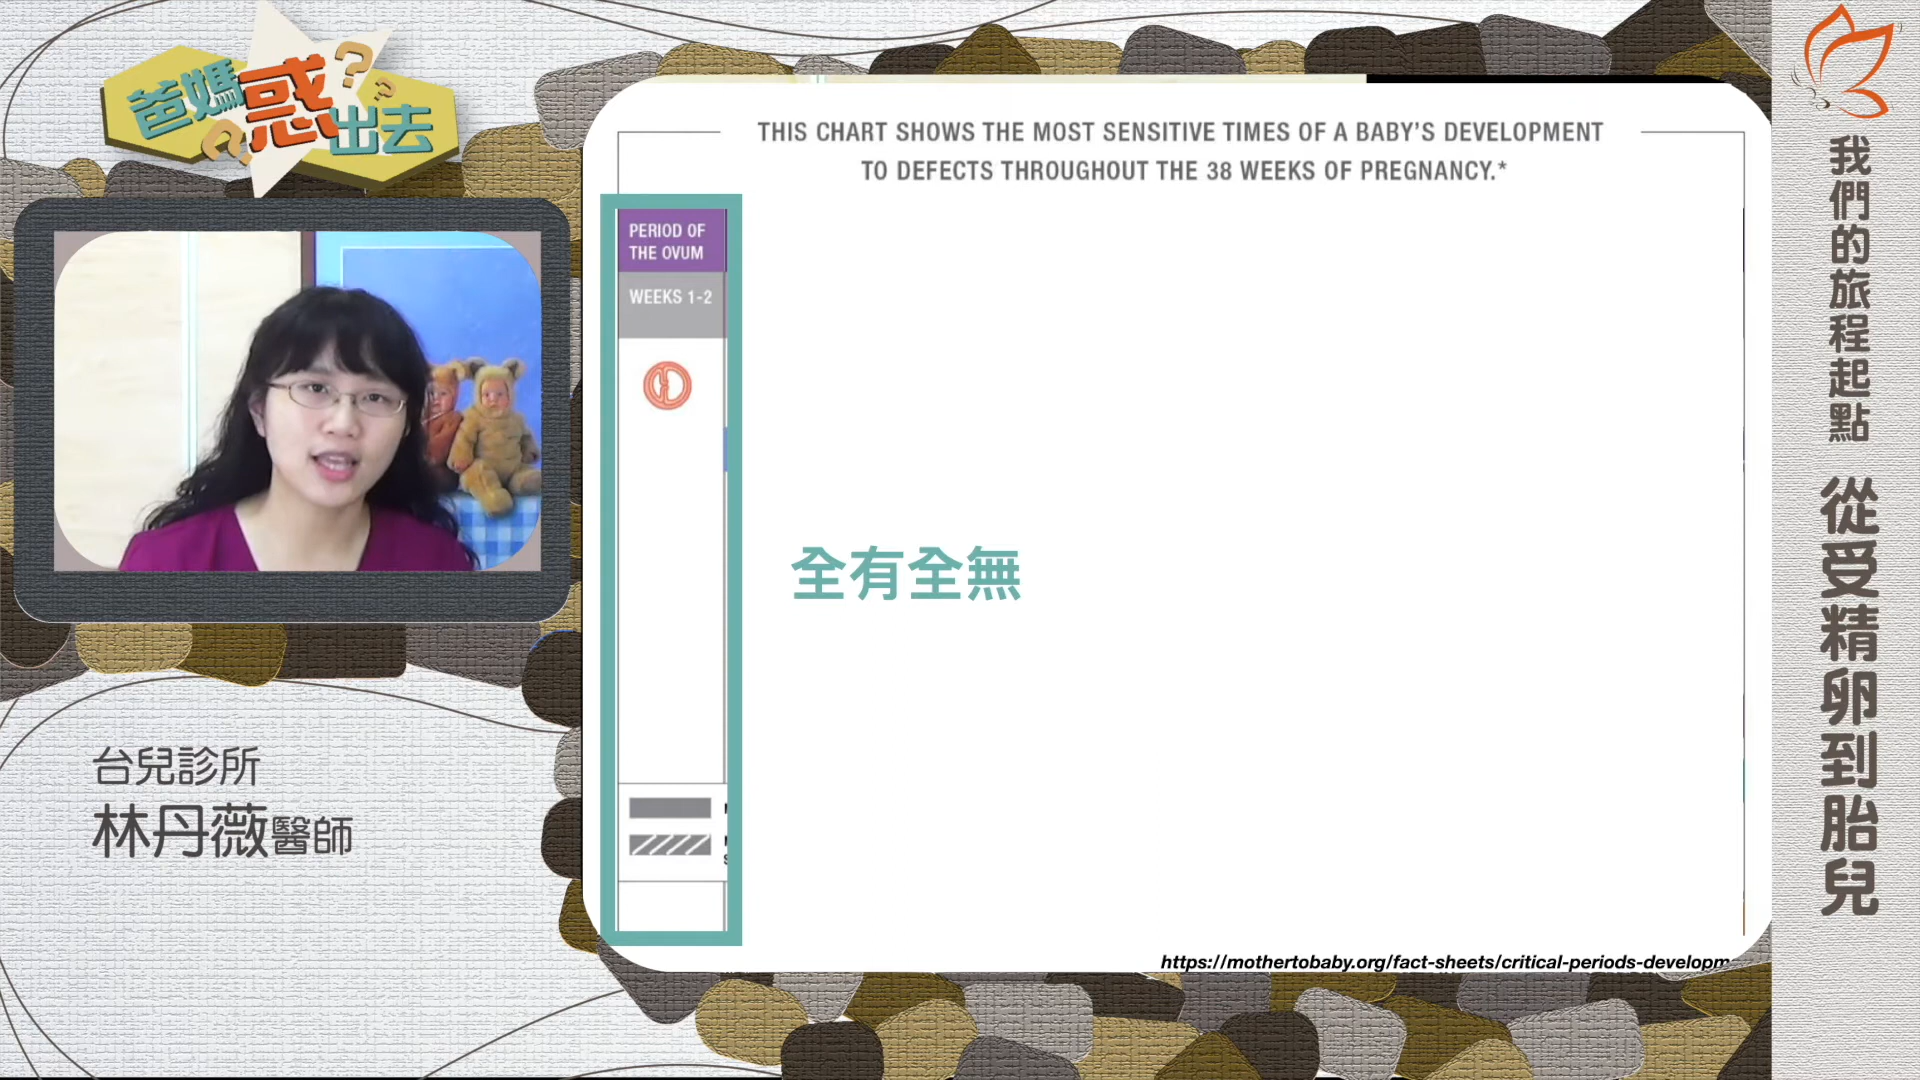 爸媽惑出去
???
台兒診所
林丹薇醫師
THIS CHART SHOWS THE MOST SENSITIVE TIMES OF A BABY'S DEVELOPMENT
TO DEFECTS THROUGHOUT THE 38 WEEKS OF PREGNANCY.*
PERIOD OF
THE OVUM
WEEKS 1-2
全有全無
https://mothertobaby.org/fact-sheets/critical-periods-developm
我們的旅程起點 從受精卵到胎兒